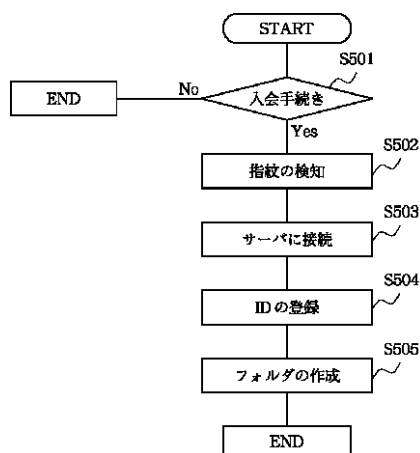 START
S501
No
END
入会手続き
Yes
S502
指紋の検知
S503
サーバに接続
S504
IDの登録
S505
フォルダの作成
END